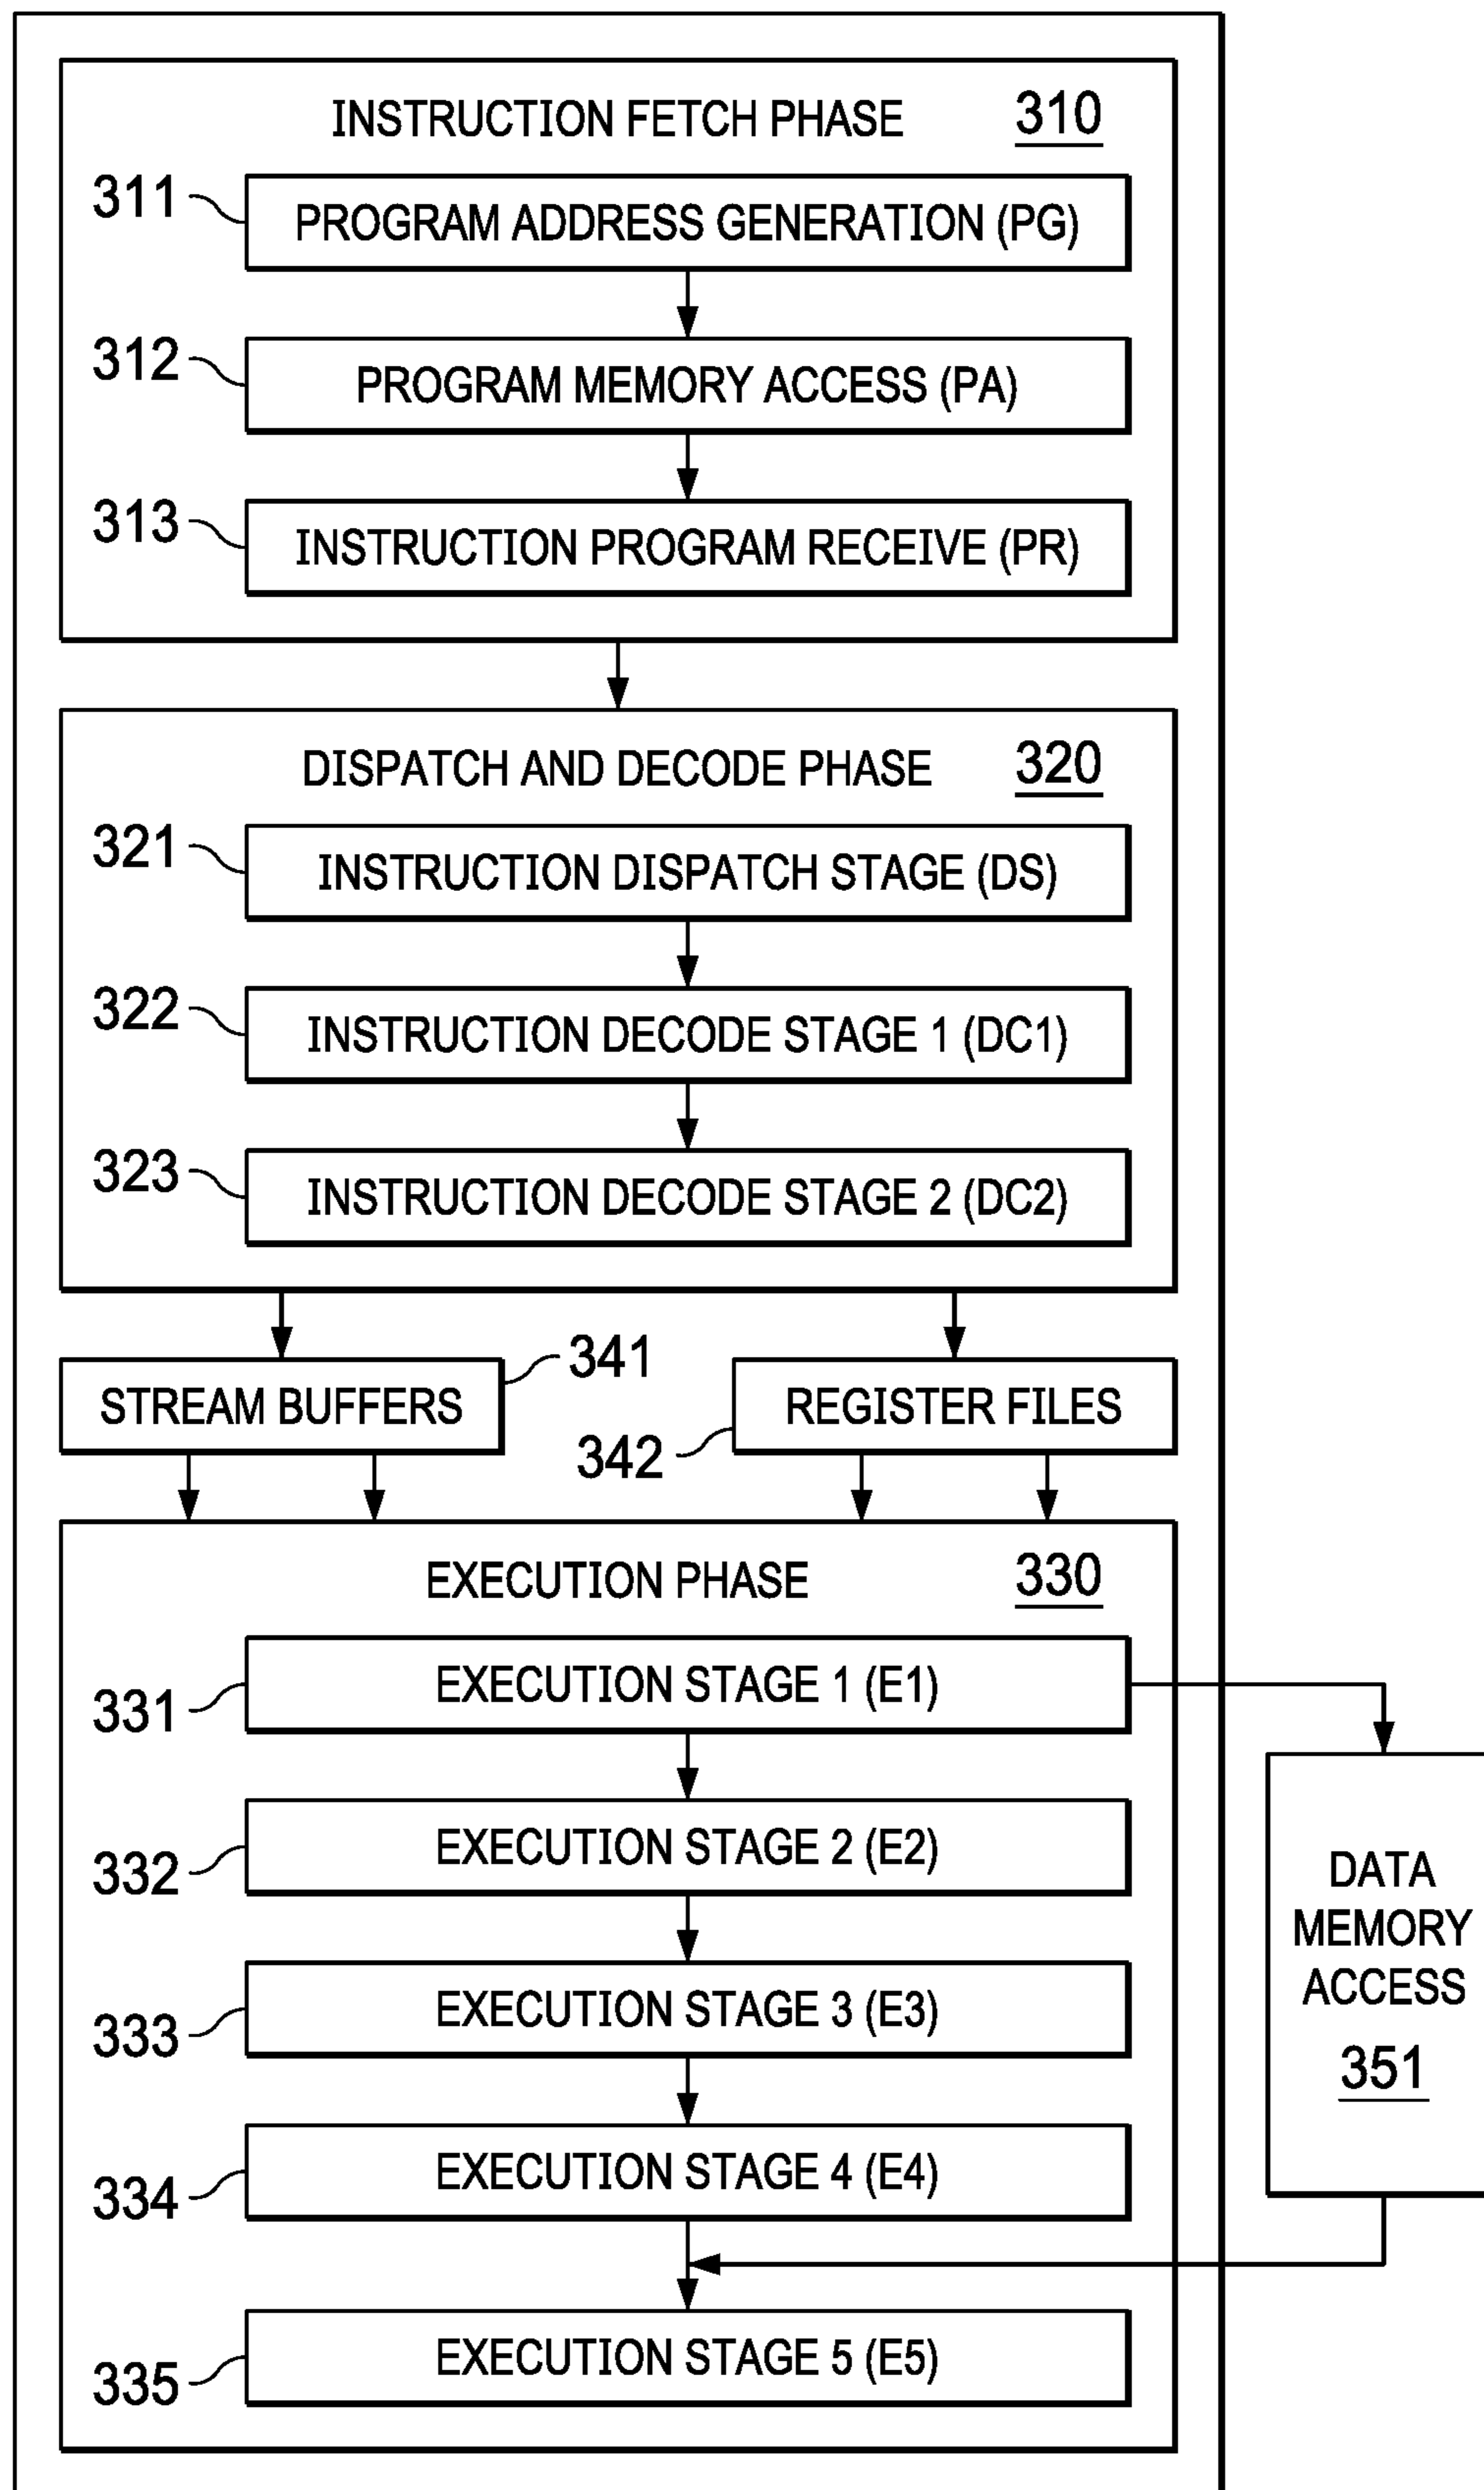 INSTRUCTION FETCH PHASE 310
311 PROGRAM ADDRESS GENERATION (PG)
312 PROGRAM MEMORY ACCESS (PA)
313 INSTRUCTION PROGRAM RECEIVE (PR)
DISPATCH AND DECODE PHASE 320
321 INSTRUCTION DISPATCH STAGE (DS)
322 INSTRUCTION DECODE STAGE 1 (DC1)
323 INSTRUCTION DECODE STAGE 2 (DC2)
STREAM BUFFERS 341
342 REGISTER FILES
EXECUTION PHASE 330
331 EXECUTION STAGE 1 (E1)
332 EXECUTION STAGE 2 (E2)
333 EXECUTION STAGE 3 (E3)
334 EXECUTION STAGE 4 (E4)
335 EXECUTION STAGE 5 (E5)
DATA
MEMORY
ACCESS
351